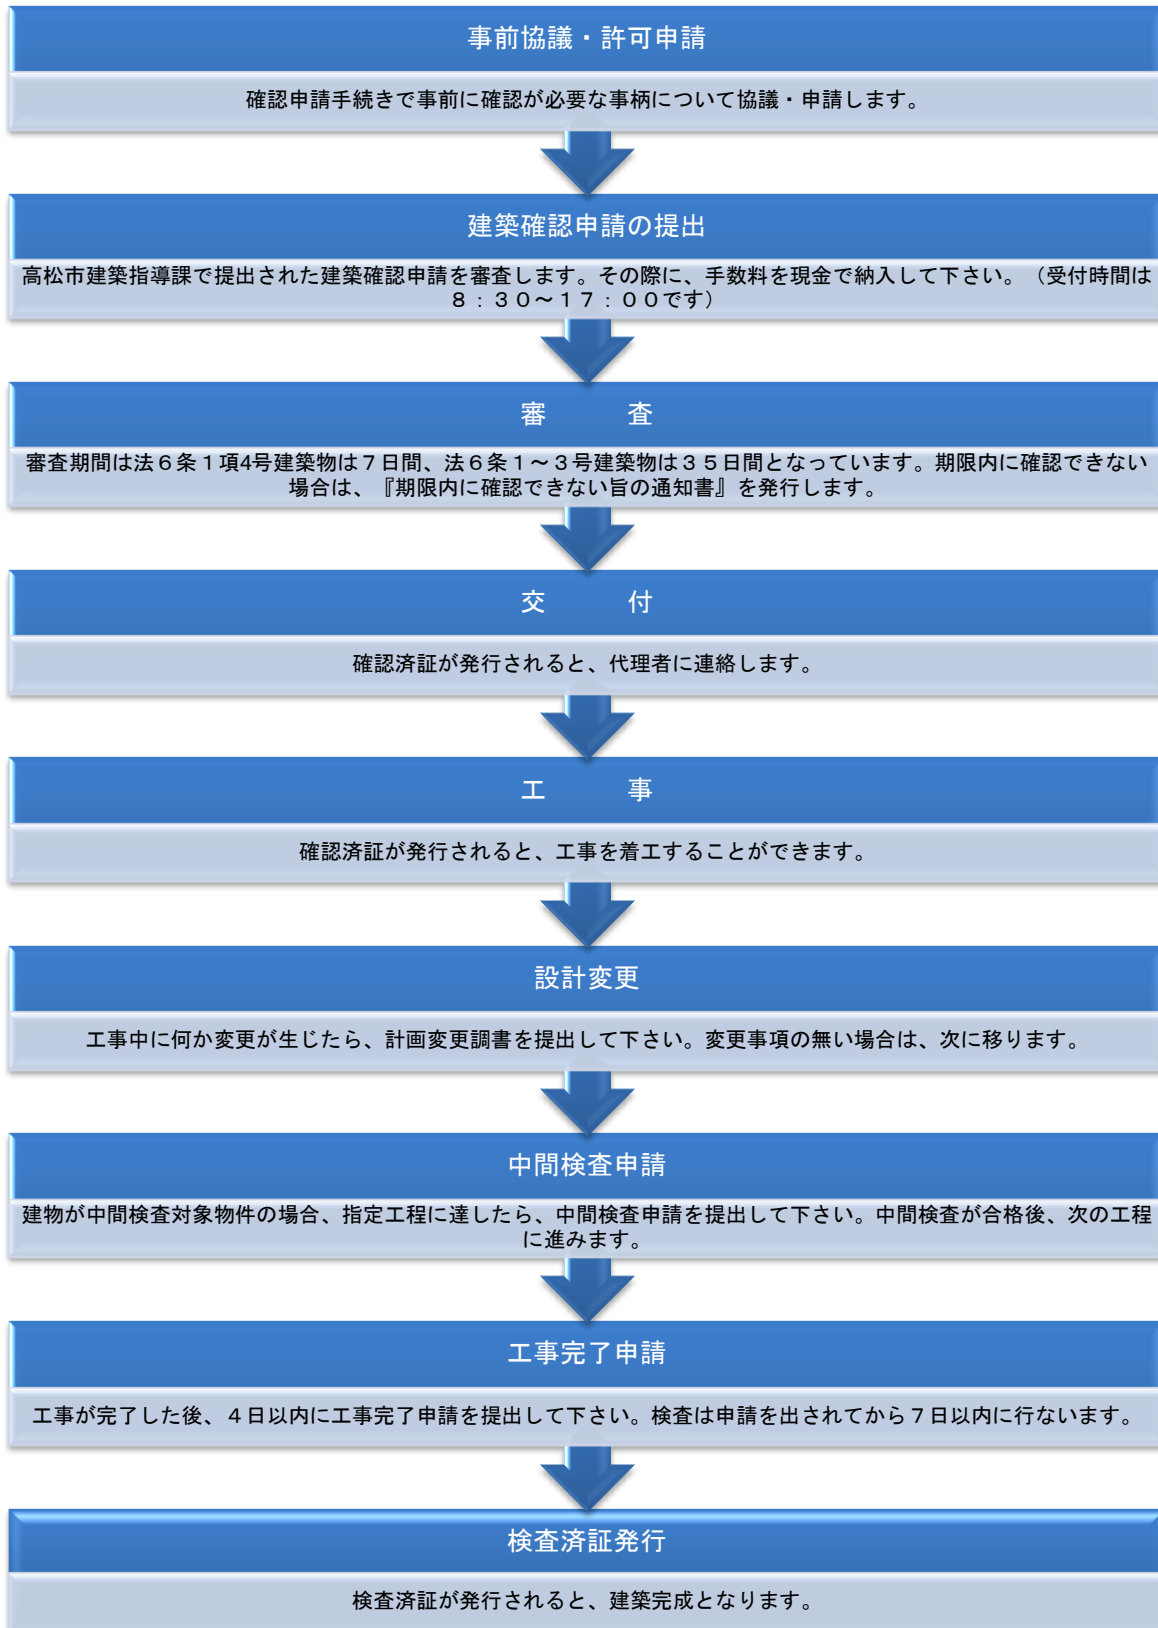 事前協議・許可申請
確認申請手続きで事前に確認が必要な事柄について協議・申請します。
建築確認申請の提出
高松市建築指導課で提出された建築確認申請を審査します。その際に、手数料を現金で納入して下さい。（受付時間は
８：３０～１７：００です）
審　　　査
審査期間は法６条１項4号建築物は７日間、法６条１～３号建築物は３５日間となっています。期限内に確認できない
場合は、『期限内に確認できない旨の通知書』を発行します。
交　　　付
確認済証が発行されると、代理者に連絡します。
工　　　事
確認済証が発行されると、工事を着工することができます。
設計変更
工事中に何か変更が生じたら、計画変更調書を提出して下さい。変更事項の無い場合は、次に移ります。
中間検査申請
建物が中間検査対象物件の場合、指定工程に達したら、中間検査申請を提出して下さい。中間検査が合格後、次の工程
に進みます。
工事完了申請
工事が完了した後、４日以内に工事完了申請を提出して下さい。検査は申請を出されてから７日以内に行ないます。
検査済証発行
検査済証が発行されると、建築完成となります。